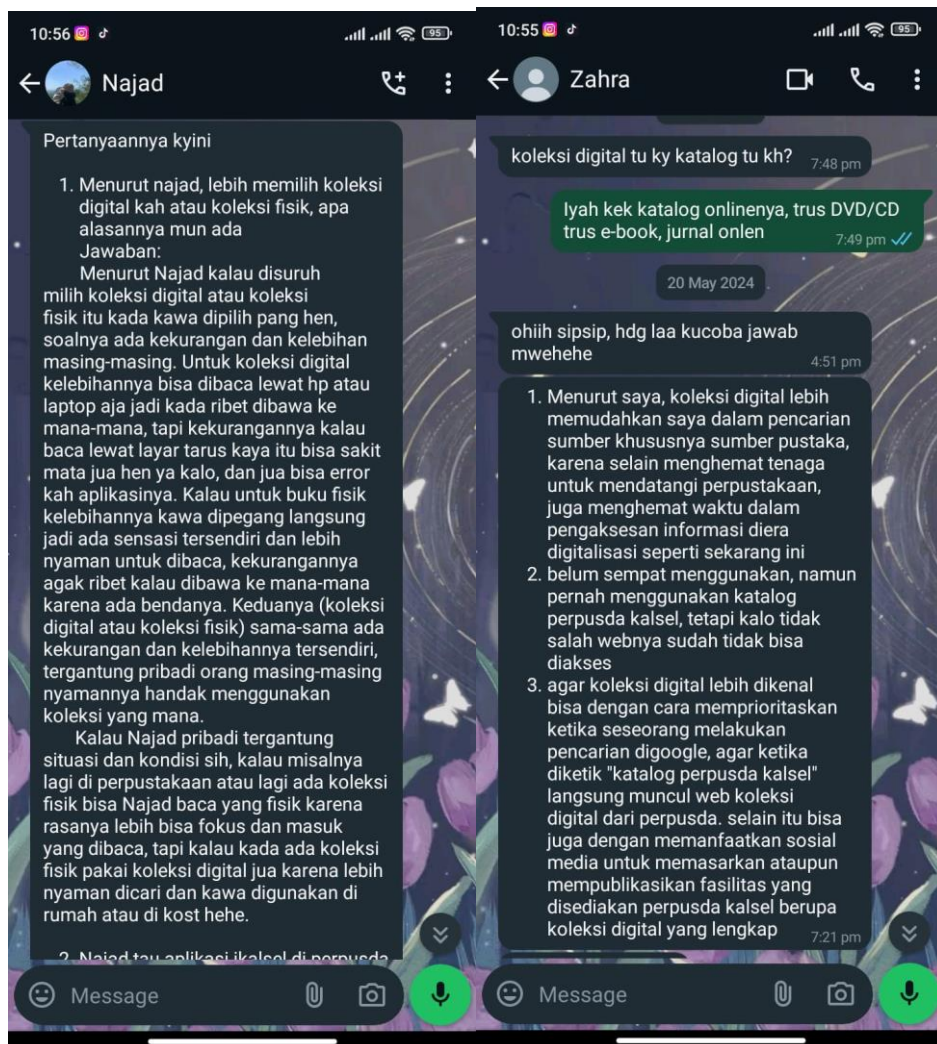 10:56
95
Najad
Pertanyaannya kyini
1. Menurut najad, lebih memilih koleksi
digital kah atau koleksi fisik, apa
alasannya mun ada
Jawaban:
Menurut Najad kalau disuruh
milih koleksi digital atau koleksi
fisik itu kada kawa dipilih pang hen,
soalnya ada kekurangan dan kelebihan
masing-masing. Untuk koleksi digital
kelebihannya bisa dibaca lewat hp atau
laptop aja jadi kada ribet dibawa ke
mana-mana, tapi kekurangannya kalau
baca lewat layar tarus kaya itu bisa sakit
mata jua hen ya kalo, dan jua bisa error
kah aplikasinya. Kalau untuk buku fisik
kelebihannya kawa dipegang langsung
jadi ada sensasi tersendiri dan lebih
nyaman untuk dibaca, kekurangannya
agak ribet kalau dibawa ke mana-mana
karena ada bendanya. Keduanya (koleksi
digital atau koleksi fisik) sama-sama ada
kekurangan dan kelebihannya tersendiri,
tergantung pribadi orang masing-masing
nyamannya handak menggunakan
koleksi yang mana.
Kalau Najad pribadi tergantung
situasi dan kondisi sih, kalau misalnya
lagi di perpustakaan atau lagi ada koleksi
fisik bisa Najad baca yang fisik karena
rasanya lebih bisa fokus dan masuk
yang dibaca, tapi kalau kada ada koleksi
fisik pakai koleksi digital jua karena lebih
nyaman dicari dan kawa digunakan di
rumah atau di kost hehe.
2. Najad tau aplikasi ikalsel di perpusda
Message
10:55
95
Zahra
koleksi digital tu ky katalog tu kh?
7:48 pm
Iyah kek katalog onlinenya, trus DVD/CD
trus e-book, jurnal onlen
7:49 pm
20 May 2024
ohiih sipsip, hdg laa kucoba jawab
mwehehe
4:51 pm
1. Menurut saya, koleksi digital lebih
memudahkan saya dalam pencarian
sumber khususnya sumber pustaka,
karena selain menghemat tenaga
untuk mendatangi perpustakaan,
juga menghemat waktu dalam
pengaksesan informasi diera
digitalisasi seperti sekarang ini
2. belum sempat menggunakan, namun
pernah menggunakan katalog
perpusda kalsel, tetapi kalo tidak
salah webnya sudah tidak bisa
diakses
3. agar koleksi digital lebih dikenal
bisa dengan cara memprioritaskan
ketika seseorang melakukan
pencarian digoogle, agar ketika
diketik "katalog perpusda kalsel"
langsung muncul web koleksi
digital dari perpusda. selain itu bisa
juga dengan memanfaatkan sosial
media untuk memasarkan ataupun
mempublikasikan fasilitas yang
disediakan perpusda kalsel berupa
koleksi digital yang lengkap
7:21 pm
Message